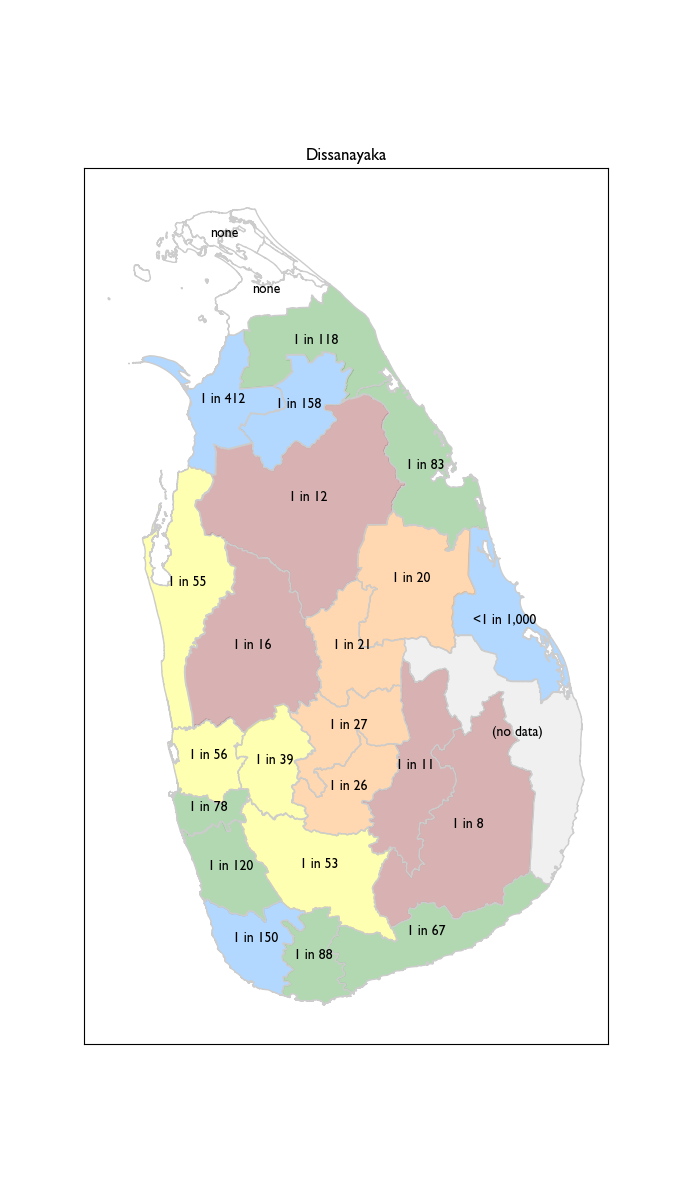 Dissanayaka
none
none
1 in 118
1 in 412
1 in 158
1 in 83
1 in 12
1 in 55
1 in 20
<1 in 1,000
1 in 16
1 in 21
1 in 27
(no data)
1 in 56
1 in 39
1 in 11
1 in 26
1 in 78
1 in 8
1 in 120
1 in 53
1 in 67
1 in 150
1 in 88